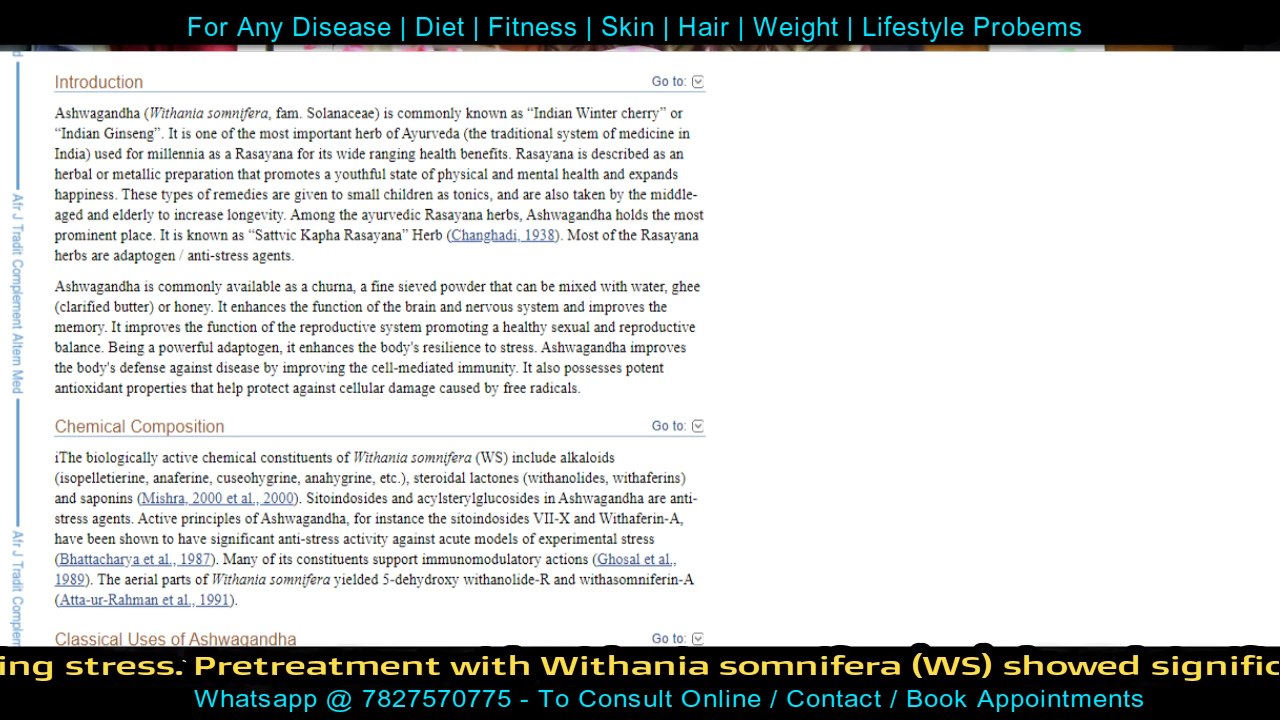 For Any Disease | Diet | Fitness | Skin | Hair | Weight | Lifestyle Probems
Introduction Go to:
Ashwagandha (Withania somnifera, fam. Solanaceae) is commonly known as “Indian Winter cherry” or
“Indian Ginseng”. It is one of the most important herb of Ayurveda (the traditional system of medicine in
India) used for millennia as a Rasayana for its wide ranging health benefits. Rasayana is described as an
herbal or metallic preparation that promotes a youthful state of physical and mental health and expands
happiness. These types of remedies are given to small children as tonics, and are also taken by the middle-
aged and elderly to increase longevity. Among the ayurvedic Rasayana herbs, Ashwagandha holds the most
prominent place. It is known as “Sattvic Kapha Rasayana” Herb (Changhadi, 1938). Most of the Rasayana
herbs are adaptogen / anti-stress agents.
Ashwagandha is commonly available as a churna, a fine sieved powder that can be mixed with water, ghee
(clarified butter) or honey. It enhances the function of the brain and nervous system and improves the
memory. It improves the function of the reproductive system promoting a healthy sexual and reproductive
balance. Being a powerful adaptogen, it enhances the body's resilience to stress. Ashwagandha improves
the body's defense against disease by improving the cell-mediated immunity. It also possesses potent
antioxidant properties that help protect against cellular damage caused by free radicals.
Chemical Composition Go to:
iThe biologically active chemical constituents of Withania somnifera (WS) include alkaloids
(isopelletierine, anaferine, cuseohygrine, anahygrine, etc.), steroidal lactones (withanolides, withaferins)
and saponins (Mishra, 2000 et al., 2000). Sitoindosides and acylsterylglucosides in Ashwagandha are anti-
stress agents. Active principles of Ashwagandha, for instance the sitoindosides VII-X and Withaferin-A,
have been shown to have significant anti-stress activity against acute models of experimental stress
(Bhattacharya et al., 1987). Many of its constituents support immunomodulatory actions (Ghosal et al.,
1989). The aerial parts of Withania somnifera yielded 5-dehydroxy withanolide-R and withasomniferin-A
(Atta-ur-Rahman et al., 1991).
Classical Uses of Ashwagandha Go to:
Afr J Tradit Complement Altern Med
Afr J Tradit Complem
ing stress. Pretreatment with Withania somnifera (WS) showed signific
Whatsapp @ 7827570775 - To Consult Online / Contact / Book Appointments